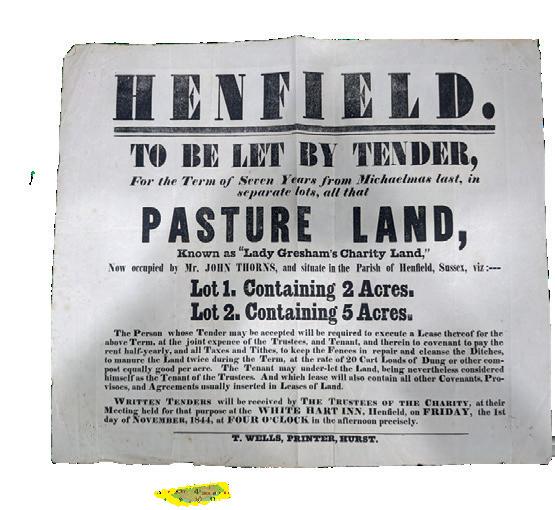 HENFIELD.
TO BE LET BY TENDER,
For the Term of Seven Years from Michaelmas last, in
separate lots, all that
PASTURE LAND,
Known as "Lady Gresham's Charity Land,"
Now occupied by Mr. JOHN THORNS, and situate in the Parish of Henfield, Sussex, viz:---
Lot 1. Containing 2 Acres.
Lot 2. Containing 5 Acres.
The Person whose Tender may be accepted will be required to execute a Lease thereof for the
above Term, at the joint expence of the Trustees, and Tenant, and therein to covenant to pay the
rent half-yearly, and all Taxes and Tithes, to keep the Fences in repair and cleanse the Ditches,
to manure the Land twice during the Term, at the rate of 20 Cart Loads of Dung or other com-
post equally good per acre. The Tenant may under-let the Land, being nevertheless considered
himself as the Tenant of the Trustees. And which lease will also contain all other Covenants, Pro-
visoes, and Agreements usually inserted in Leases of Land.
WRITTEN TENDERS will be received by THE TRUSTEES OF THE CHARITY, at their
Meeting held for that purpose at the WHITE HART INN, Henfield, on FRIDAY, the 1st
day of NOVEMBER, 1844, at FOUR O'CLOCK in the afternoon precisely.
T. WELLS, PRINTER, HURST.